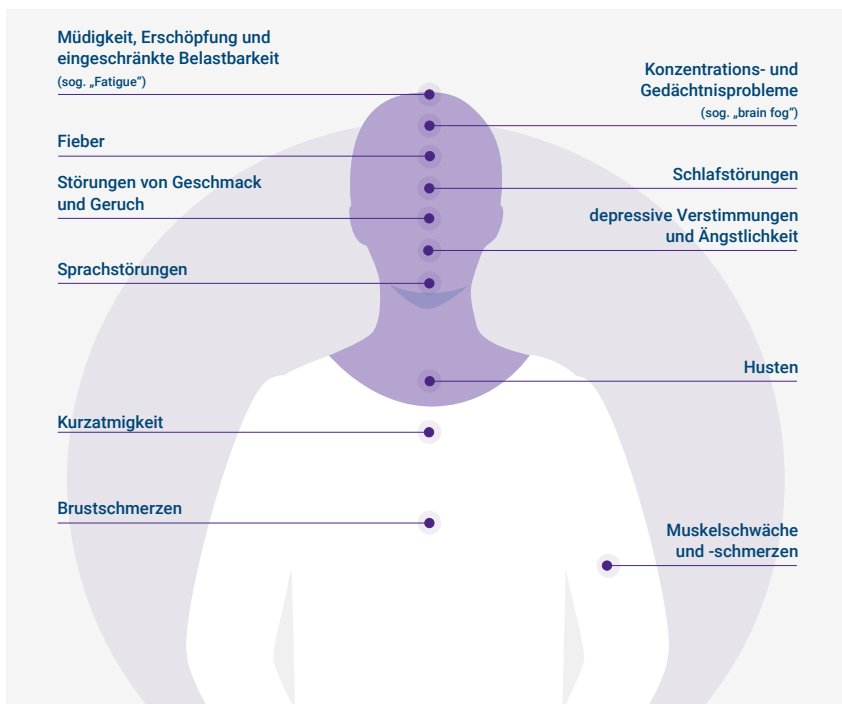 Müdigkeit, Erschöpfung und
eingeschränkte Belastbarkeit
(sog. „Fatigue“)
Fieber
Störungen von Geschmack
und Geruch
Sprachstörungen
Kurzatmigkeit
Brustschmerzen
Konzentrations- und
Gedächtnisprobleme
(sog. „brain fog“)
Schlafstörungen
depressive Verstimmungen
und Ängstlichkeit
Husten
Muskelschwäche
und -schmerzen